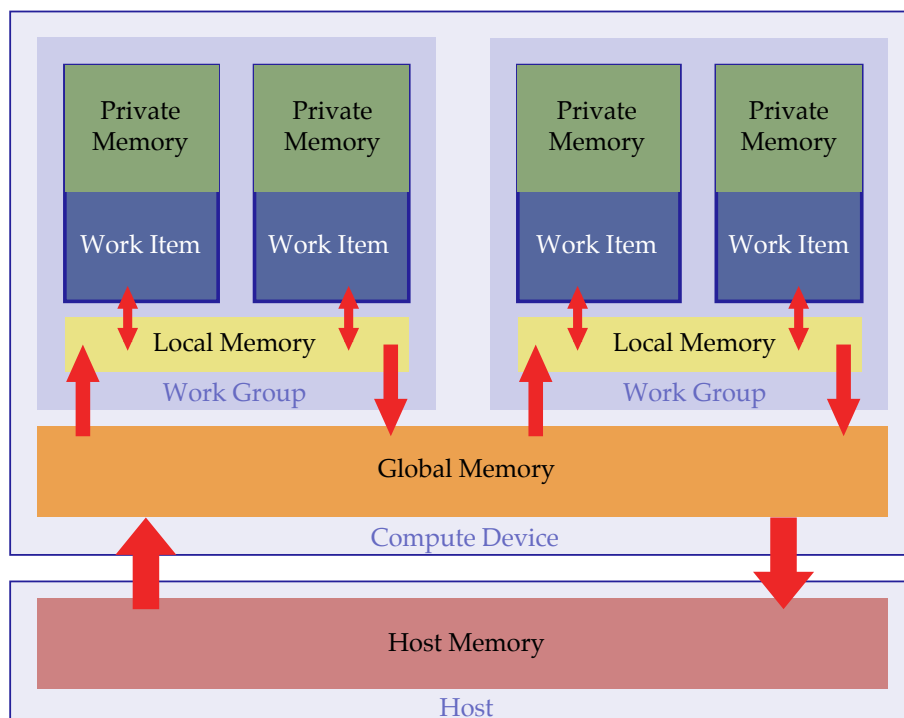 Private
Memory
Private
Memory
Private
Memory
Private
Memory
Work Item
Work Item
Work Item
Work Item
Local Memory
Local Memory
Work Group
Work Group
Global Memory
Compute Device
Host Memory
Host